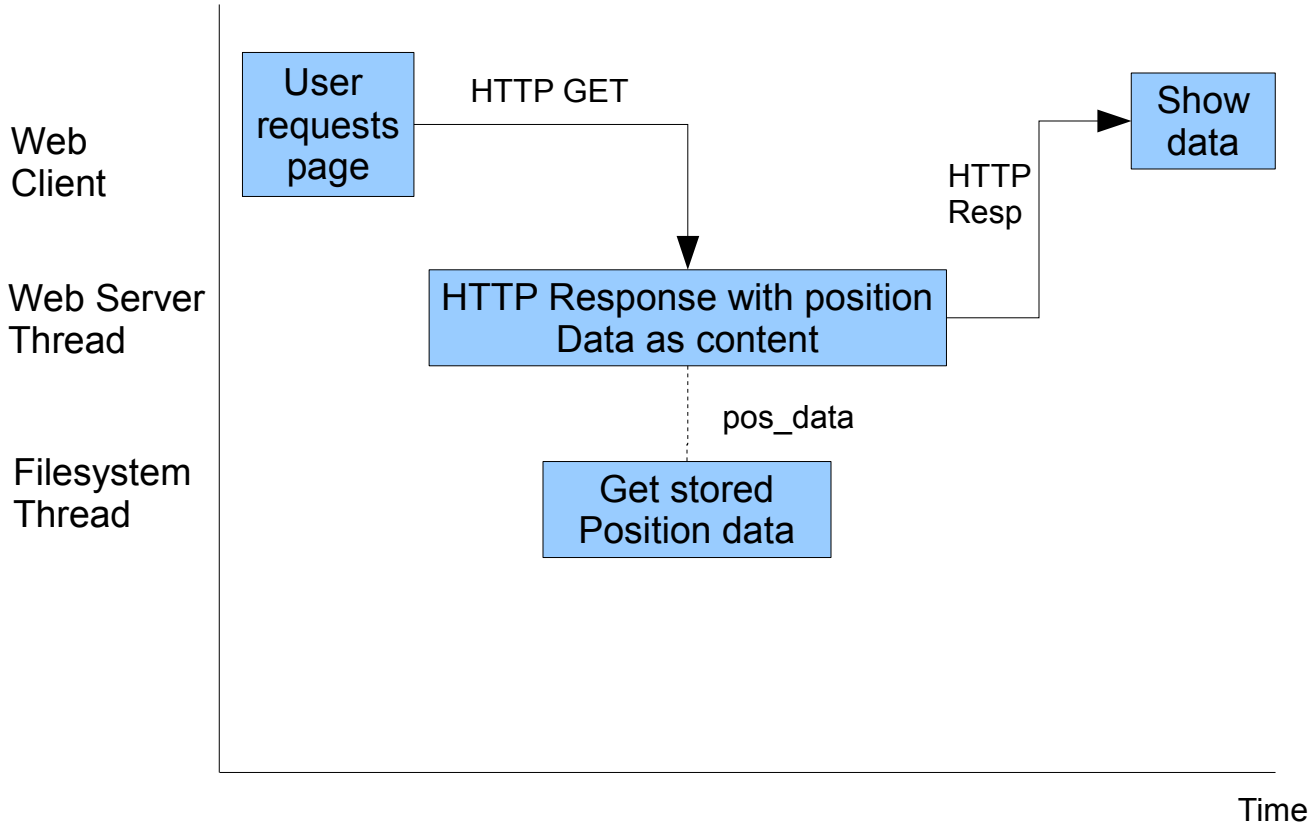 User
requests
page
HTTP GET
Show
data
Web
Client
HTTP
Resp
Web Server
Thread
HTTP Response with position
Data as content
pos_data
Filesystem
Thread
Get stored
Position data
Time